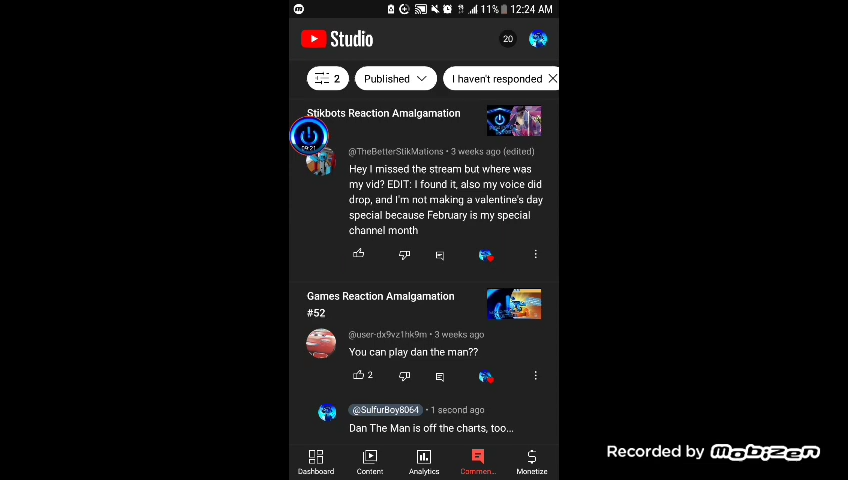 11% 12:24 AM
Studio
20
2
Published
I haven't responded
Stikbots Reaction Amalgamation
09:21
@TheBetterStikMations • 3 weeks ago (edited)
Hey I missed the stream but where was
my vid? EDIT: I found it, also my voice did
drop, and I'm not making a valentine's day
special because February is my special
channel month
Games Reaction Amalgamation
#52
@user-dx9vz1hk9m • 3 weeks ago
You can play dan the man??
2
@SulfurBoy8064 • 1 second ago
Dan The Man is off the charts, too...
Dashboard
Content
Analytics
Commen...
Monetize
Recorded by mobizen